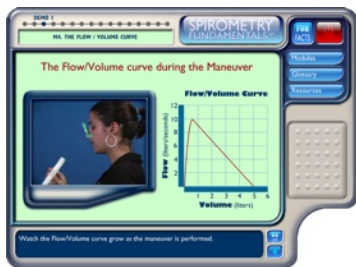 DEMO 1
M4. THE FLOW / VOLUME CURVE
SPIROMETRY
FUNDAMENTALS™
FUN
FACTS
Modules
Glossary
Resources
The Flow/Volume curve during the Maneuver
Flow/Volume Curve
Flow (liters/seconds)
12
10
8
6
4
2
1 2 3 4 5 6
Volume (liters)
Watch the Flow/Volume curve grow as the maneuver is performed.